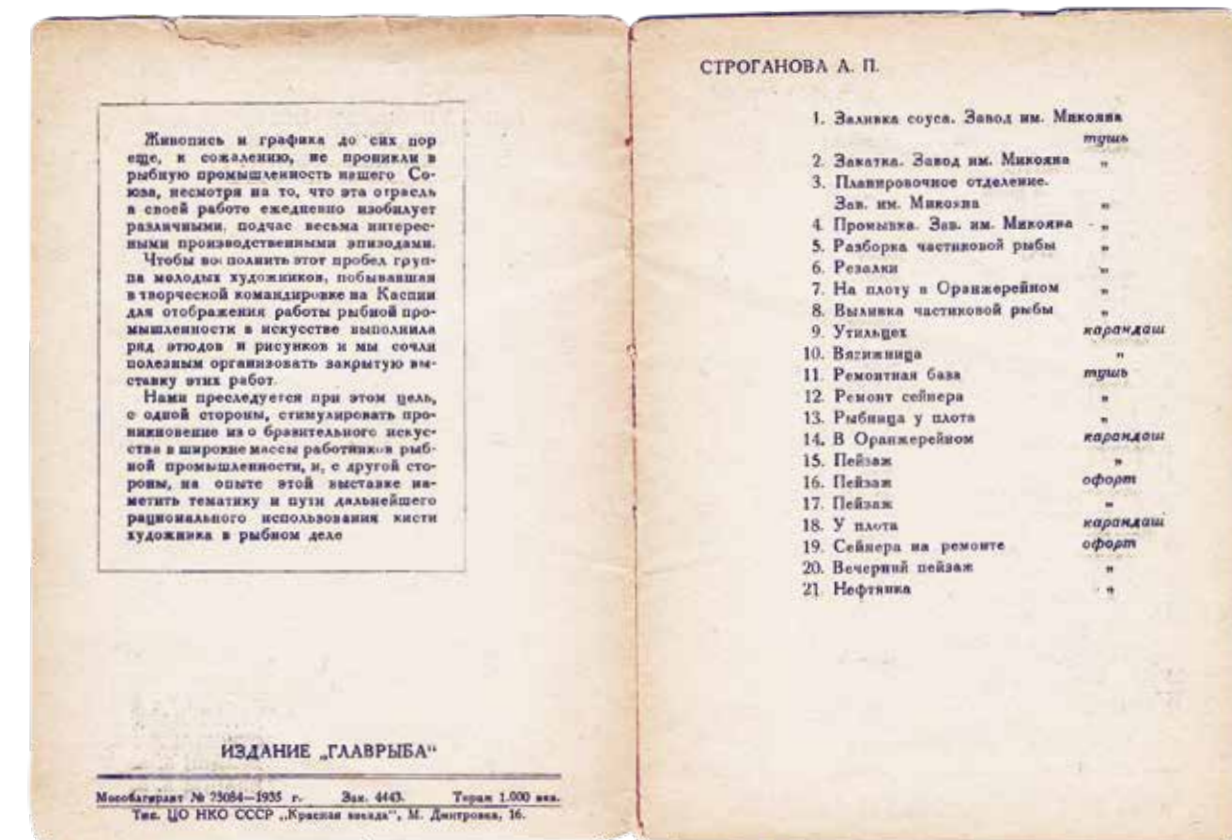 Живопись и графика до сих пор
еще, к сожалению, не проникли в
рыбную промышленность нашего Со-
юза, несмотря на то, что эта отрасль
в своей работе ежедневно изобилует
различными, подчас весьма интерес-
ными производственными эпизодами.
Чтобы восполнить этот пробел груп-
па молодых художников, побывавшая
в творческой командировке на Каспии
для отображения работы рыбной про-
мышленности в искусстве выполнила
ряд этюдов и рисунков и мы сочли
полезным организовать закрытую вы-
ставку этих работ.
Нами преследуется при этом цель,
с одной стороны, стимулировать про-
никновение изо бразительного искус-
ства в широкие массы работников рыб-
ной промышленности, и, с другой сто-
роны, на опыте этой выставке на-
метить тематику и пути дальнейшего
рационального использования кисти
художника в рыбном деле
ИЗДАНИЕ „ГЛАВРЫБА“
Мособлгорлит № 25084—1935 г. Зак. 4443. Тираж 1.000 экз.
Тип. ЦО НКО СССР „Красная звезда“, М. Дмитровка, 16.
СТРОГАНОВА А. П.
1. Заливка соуса. Завод им. Микояна
тушь
2. Закатка. Завод им. Микояна „
3. Планировочное отделение.
Зав. им. Микояна „
4. Промывка. Зав. им. Микояна „
5. Разборка частиковой рыбы „
6. Резалки „
7. На плоту в Оранжерейном „
8. Выливка частиковой рыбы „
9. Утильцех карандаш
10. Вязижница „
11. Ремонтная база тушь
12. Ремонт сейнера „
13. Рыбница у плота „
14. В Оранжерейном карандаш
15. Пейзаж „
16. Пейзаж офорт
17. Пейзаж „
18. У плота карандаш
19. Сейнера на ремонте офорт
20. Вечерний пейзаж „
21. Нефтянка „